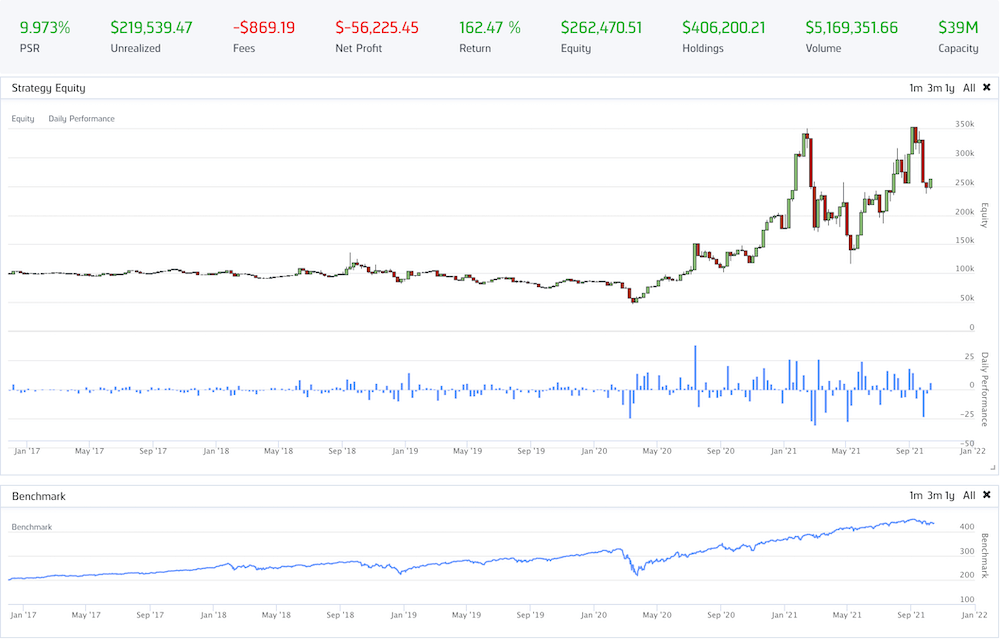 9.973% $219,539.47 -$869.19 $-56,225.45 162.47 % $262,470.51 $406,200.21 $5,169,351.66 $39M
PSR Unrealized Fees Net Profit Return Equity Holdings Volume Capacity
Strategy Equity 1m 3m 1y All ✖
Equity Daily Performance
350k
300k
250k
200k
150k
100k
50k
0
Equity
25
0
-25
-50
Daily Performance
Jan '17 May '17 Sep '17 Jan '18 May '18 Sep '18 Jan '19 May '19 Sep '19 Jan '20 May '20 Sep '20 Jan '21 May '21 Sep '21 Jan '22
Benchmark 1m 3m 1y All ✖
Benchmark
400
300
200
100
Benchmark
Jan '17 May '17 Sep '17 Jan '18 May '18 Sep '18 Jan '19 May '19 Sep '19 Jan '20 May '20 Sep '20 Jan '21 May '21 Sep '21 Jan '22